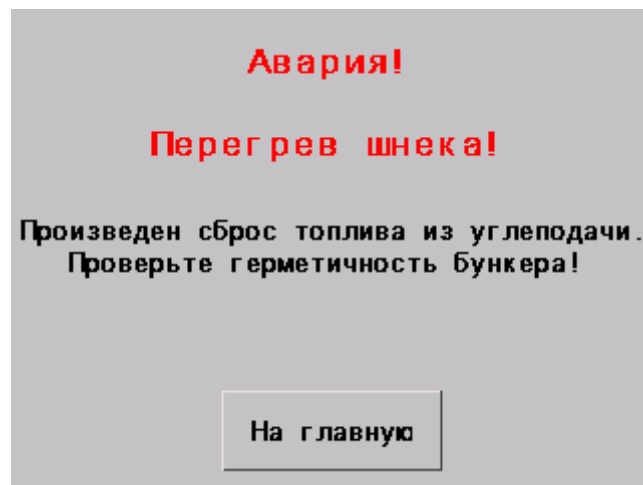 Авария!
Перегрев шнека!
Произведен сброс топлива из углеподачи.
Проверьте герметичность бункера!
На главную